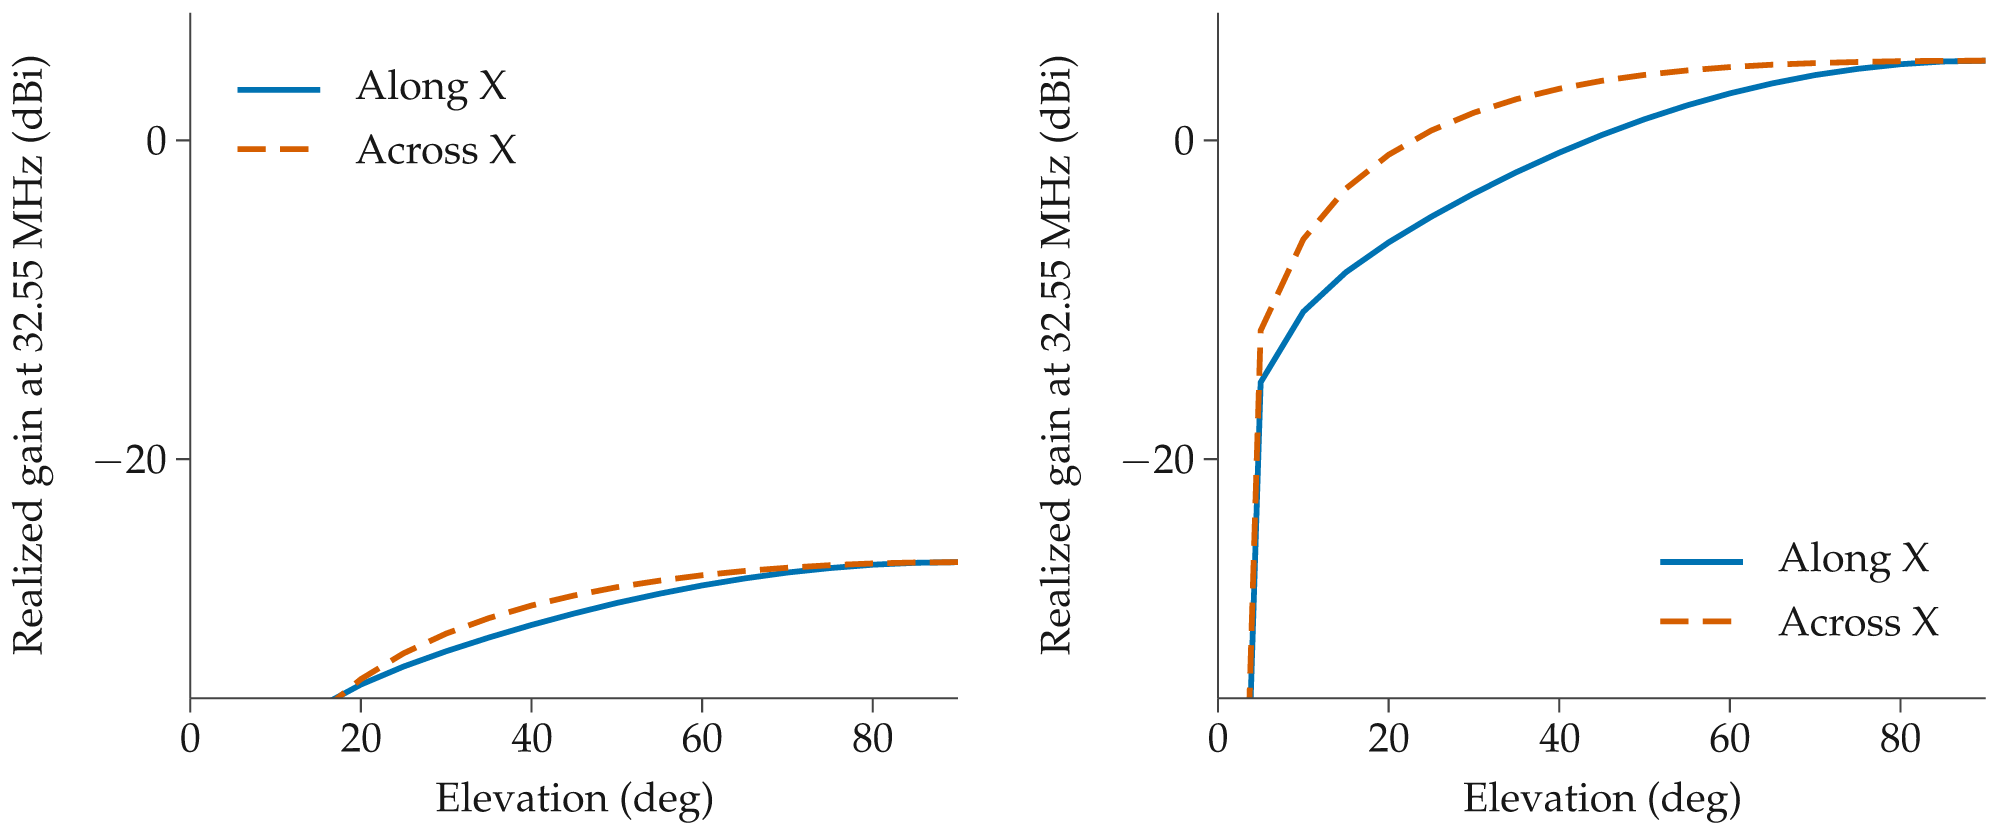 Realized gain at 32.55 MHz (dBi)
0
−20
Along X
Across X
0
20
40
60
80
Elevation (deg)
Realized gain at 32.55 MHz (dBi)
0
−20
Along X
Across X
0
20
40
60
80
Elevation (deg)